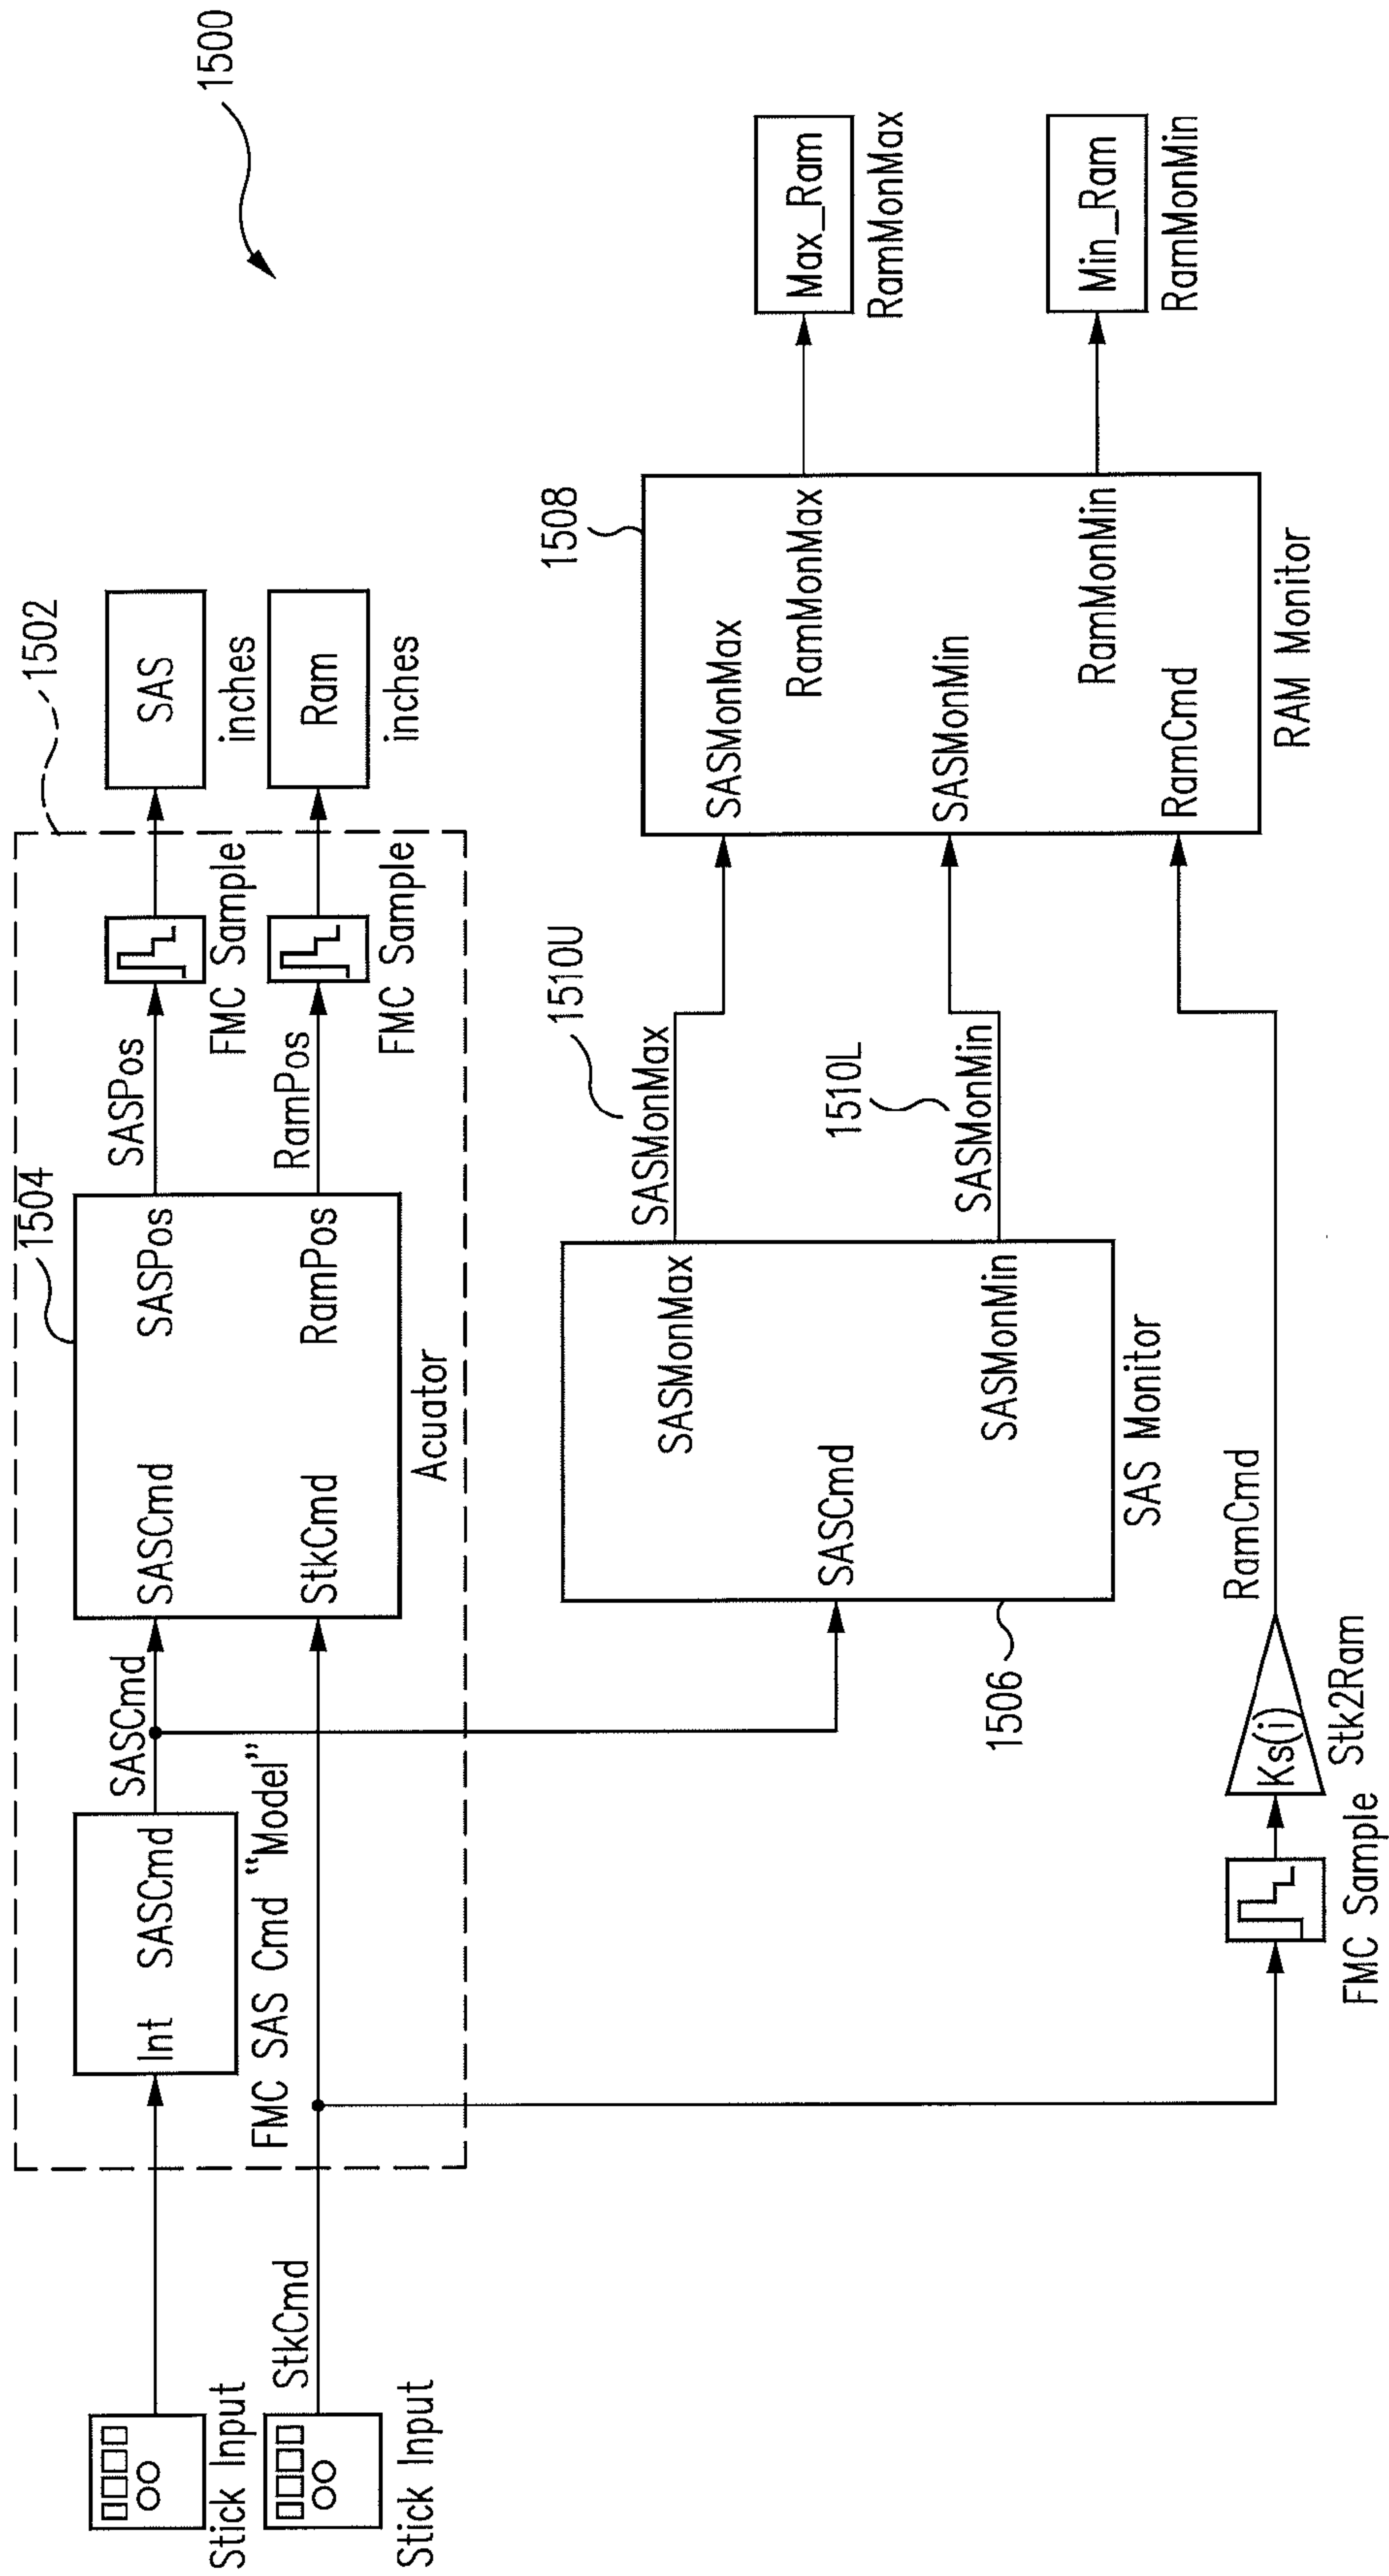 1500
1502
Stick Input
Int SASCmd
FMC SAS Cmd “Model”
SASCmd
1504
SASCmd SASPos
StkCmd RamPos
Acuator
SASPos
FMC Sample
SAS
inches
Stick Input
StkCmd
RamPos
FMC Sample
Ram
inches
1506
SASMonMax
SASCmd
SASMonMin
SAS Monitor
SASMonMax
1510U
SASMonMin
1510L
1508
SASMonMax
RamMonMax
SASMonMin
RamMonMin
RamCmd
RAM Monitor
Max_Ram
RamMonMax
Min_Ram
RamMonMin
FMC Sample
Ks(i)
Stk2Ram
RamCmd